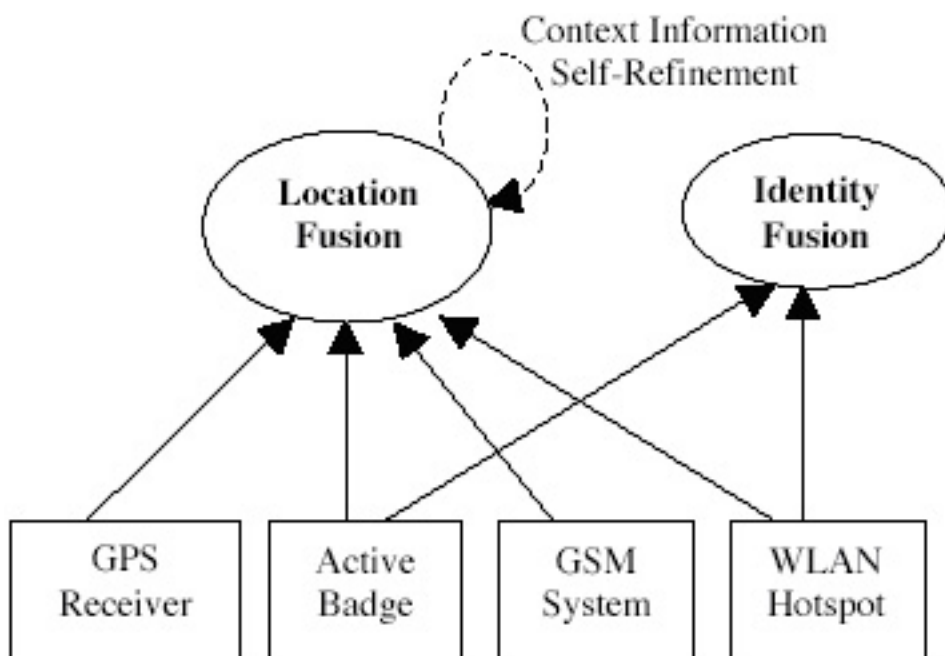 Context Information
Self-Refinement
Location
Fusion
Identity
Fusion
GPS
Receiver
Active
Badge
GSM
System
WLAN
Hotspot